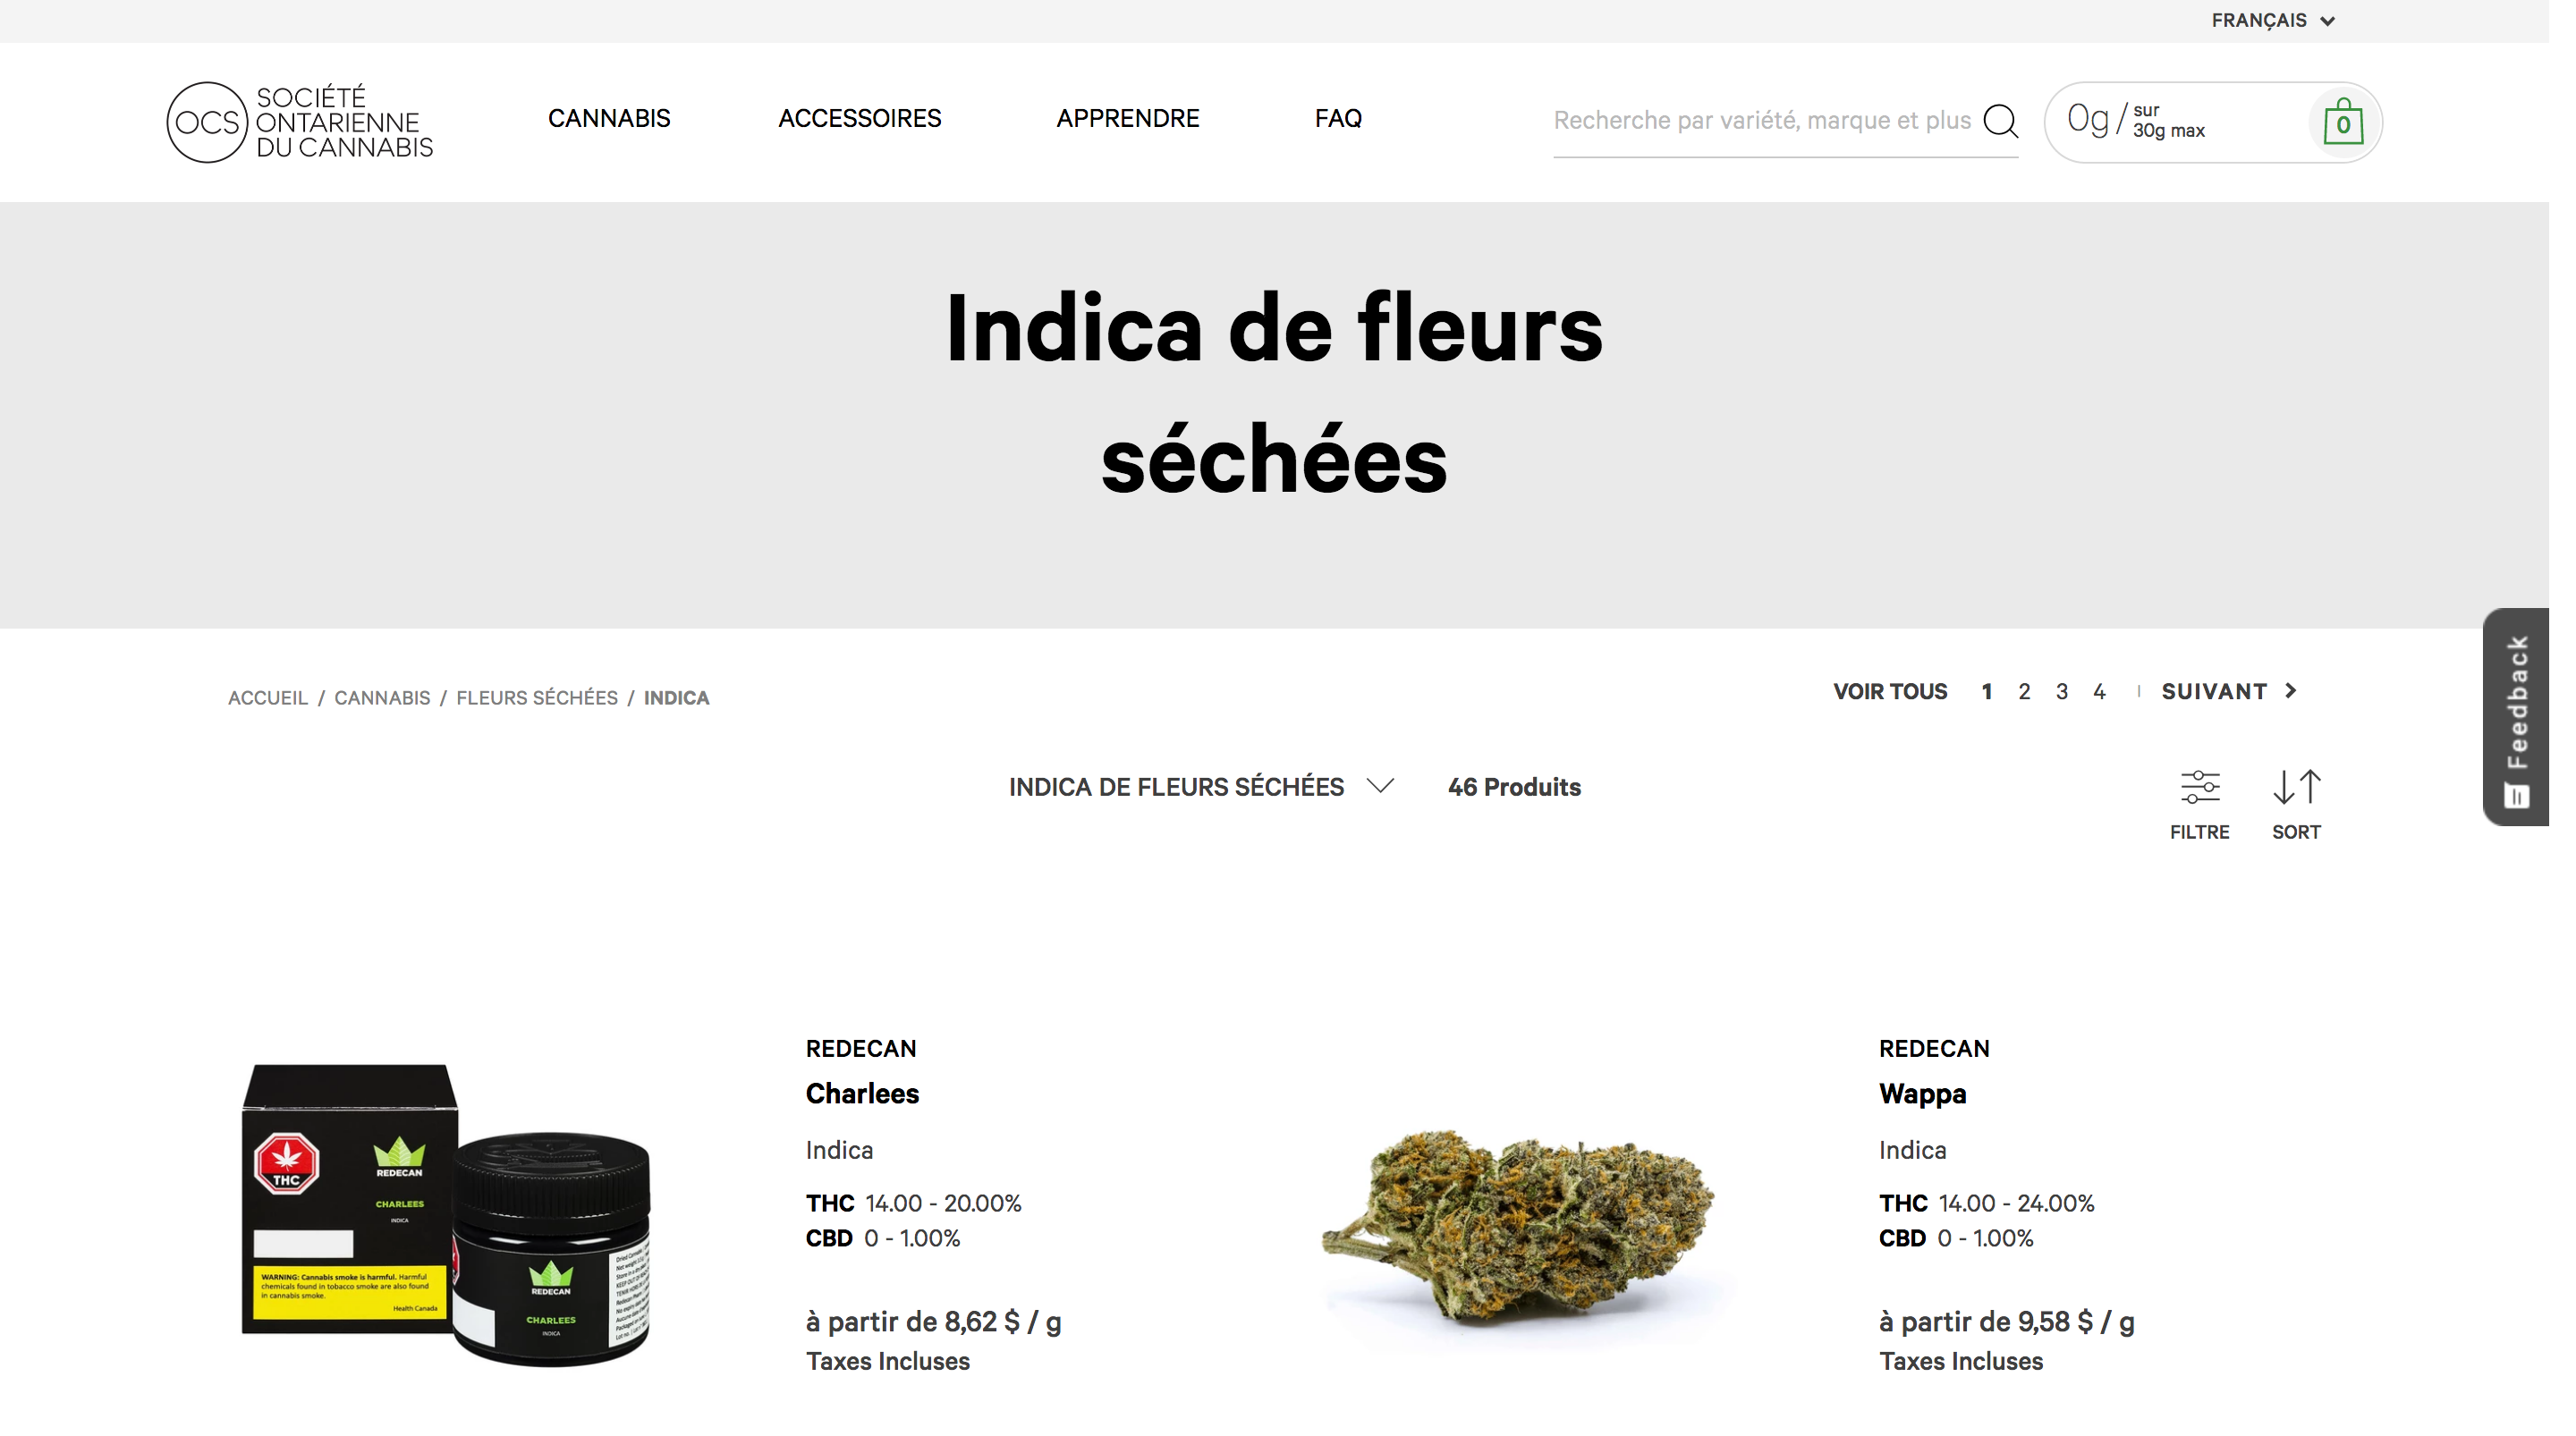 FRANÇAIS
OCS
SOCIÉTÉ
ONTARIENNE
DU CANNABIS
CANNABIS
ACCESSOIRES
APPRENDRE
FAQ
Recherche par variété, marque et plus
0g / sur
30g max
0
Indica de fleurs
séchées
Feedback
ACCUEIL / CANNABIS / FLEURS SÉCHÉES / INDICA
VOIR TOUS 1 2 3 4 | SUIVANT
INDICA DE FLEURS SÉCHÉES
46 Produits
FILTRE
SORT
THC
REDECAN
CHARLEES
INDICA
WARNING: Cannabis smoke is harmful. Harmful
chemicals found in tobacco smoke are also found
in cannabis smoke.
Health Canada
REDECAN
CHARLEES
INDICA
REDECAN
Charlees
Indica
THC 14.00 - 20.00%
CBD 0 - 1.00%
à partir de 8,62 $ / g
Taxes Incluses
REDECAN
Wappa
Indica
THC 14.00 - 24.00%
CBD 0 - 1.00%
à partir de 9,58 $ / g
Taxes Incluses